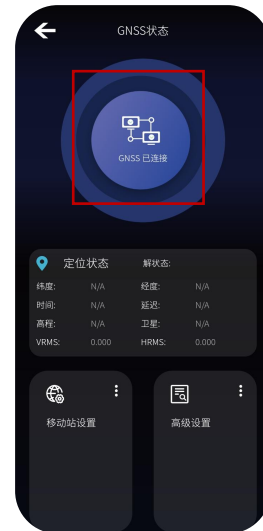 GNSS状态
GNSS 已连接
定位状态 解状态:
纬度: N/A 经度: N/A
时间: N/A 延迟: N/A
高程: N/A 卫星: N/A
VRMS: 0.000 HRMS: 0.000
移动站设置 高级设置